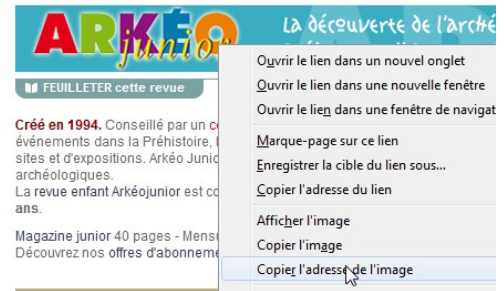 ARKÉO
junior
La découverte de l'arché
FEUILLETER cette revue
Créé en 1994. Conseillé par un
événements dans la Préhistoire,
sites et d'expositions. Arkéo Junio
archéologiques.
La revue enfant Arkéojunior est
ans.
Magazine junior 40 pages - Mensu
Découvrez nos offres d'abonneme
Ouvrir le lien dans un nouvel onglet
Ouvrir le lien dans une nouvelle fenêtre
Ouvrir le lien dans une fenêtre de navigat
Marque-page sur ce lien
Enregistrer la cible du lien sous...
Copier l'adresse du lien
Afficher l'image
Copier l'image
Copier l'adresse de l'image